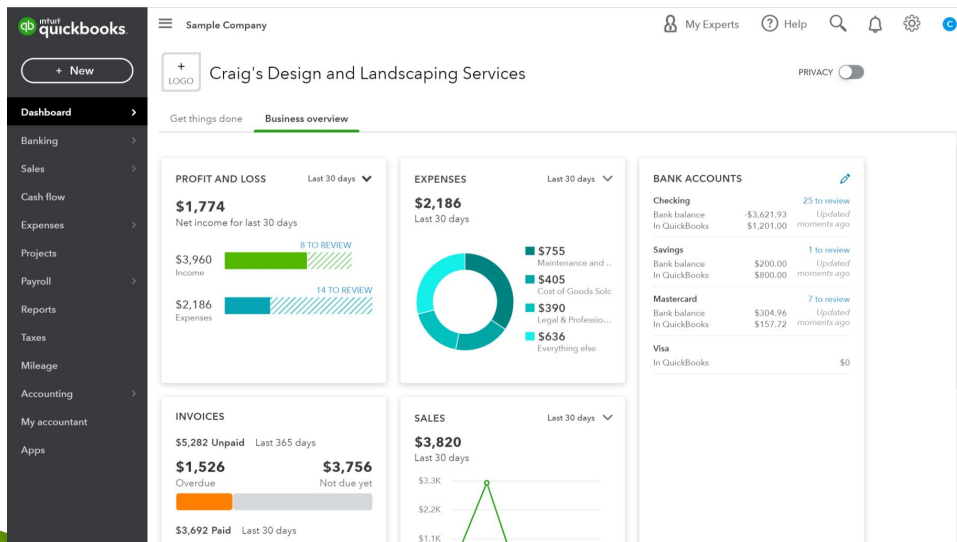 intuit
quickbooks.
Sample Company
My Experts
Help
C
+ New
+
LOGO
Craig's Design and Landscaping Services
PRIVACY
Dashboard
Banking
Sales
Cash flow
Expenses
Projects
Payroll
Reports
Taxes
Mileage
Accounting
My accountant
Apps
Get things done Business overview
PROFIT AND LOSS Last 30 days
$1,774
Net income for last 30 days
8 TO REVIEW
$3,960
Income
14 TO REVIEW
$2,186
Expenses
EXPENSES Last 30 days
$2,186
Last 30 days
$755
Maintenance and ..
$405
Cost of Goods Solc
$390
Legal & Professio...
$636
Everything else
BANK ACCOUNTS
Checking 25 to review
Bank balance -$3,621.93 Updated
In QuickBooks $1,201.00 moments ago
Savings 1 to review
Bank balance $200.00 Updated
In QuickBooks $800.00 moments ago
Mastercard 7 to review
Bank balance $304.96 Updated
In QuickBooks $157.72 moments ago
Visa
In QuickBooks $0
INVOICES
$5,282 Unpaid Last 365 days
$1,526 $3,756
Overdue Not due yet
$3,692 Paid Last 30 days
SALES Last 30 days
$3,820
Last 30 days
$3.3K
$2.2K
$1.1K